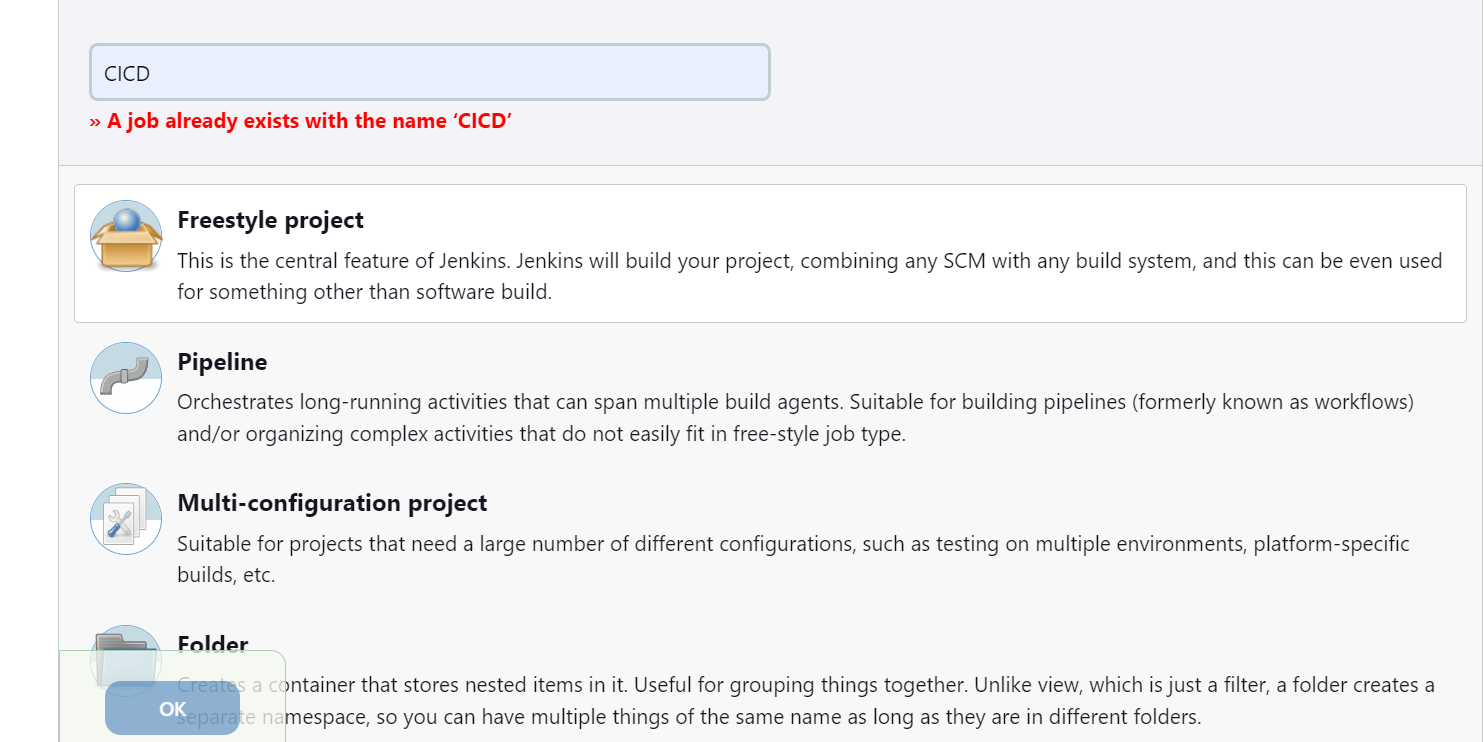 CICD
» A job already exists with the name ‘CICD’
Freestyle project
This is the central feature of Jenkins. Jenkins will build your project, combining any SCM with any build system, and this can be even used
for something other than software build.
Pipeline
Orchestrates long-running activities that can span multiple build agents. Suitable for building pipelines (formerly known as workflows)
and/or organizing complex activities that do not easily fit in free-style job type.
Multi-configuration project
Suitable for projects that need a large number of different configurations, such as testing on multiple environments, platform-specific
builds, etc.
Folder
Creates a container that stores nested items in it. Useful for grouping things together. Unlike view, which is just a filter, a folder creates a
separate namespace, so you can have multiple things of the same name as long as they are in different folders.
OK